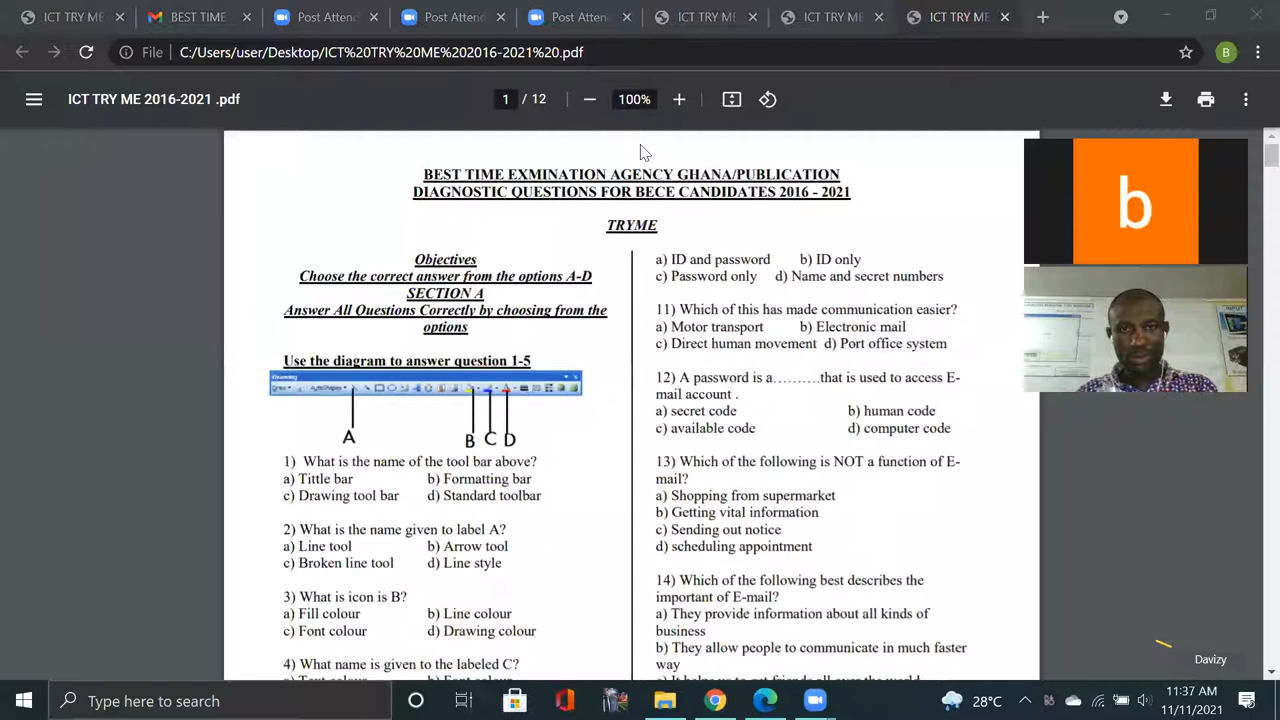 ICT TRY ME
BEST TIME
Post Attend
Post Attend
Post Attend
ICT TRY ME
ICT TRY ME
ICT TRY ME
File
C:/Users/user/Desktop/ICT%20TRY%20ME%202016-2021%20.pdf
B
ICT TRY ME 2016-2021 .pdf
1 / 12
100%
BEST TIME EXMINATION AGENCY GHANA/PUBLICATION
DIAGNOSTIC QUESTIONS FOR BECE CANDIDATES 2016 - 2021
TRYME
Objectives
Choose the correct answer from the options A-D
SECTION A
Answer All Questions Correctly by choosing from the
options
Use the diagram to answer question 1-5
Drawing
Draw AutoShapes
A B C D
1) What is the name of the tool bar above?
a) Tittle bar b) Formatting bar
c) Drawing tool bar d) Standard toolbar
2) What is the name given to label A?
a) Line tool b) Arrow tool
c) Broken line tool d) Line style
3) What is icon is B?
a) Fill colour b) Line colour
c) Font colour d) Drawing colour
4) What name is given to the labeled C?
a) ID and password b) ID only
c) Password only d) Name and secret numbers
11) Which of this has made communication easier?
a) Motor transport b) Electronic mail
c) Direct human movement d) Port office system
12) A password is a……….that is used to access E-
mail account .
a) secret code b) human code
c) available code d) computer code
13) Which of the following is NOT a function of E-
mail?
a) Shopping from supermarket
b) Getting vital information
c) Sending out notice
d) scheduling appointment
14) Which of the following best describes the
important of E-mail?
a) They provide information about all kinds of
business
b) They allow people to communicate in much faster
way
b
Davizy
Type here to search
28°C
11:37 AM
11/11/2021